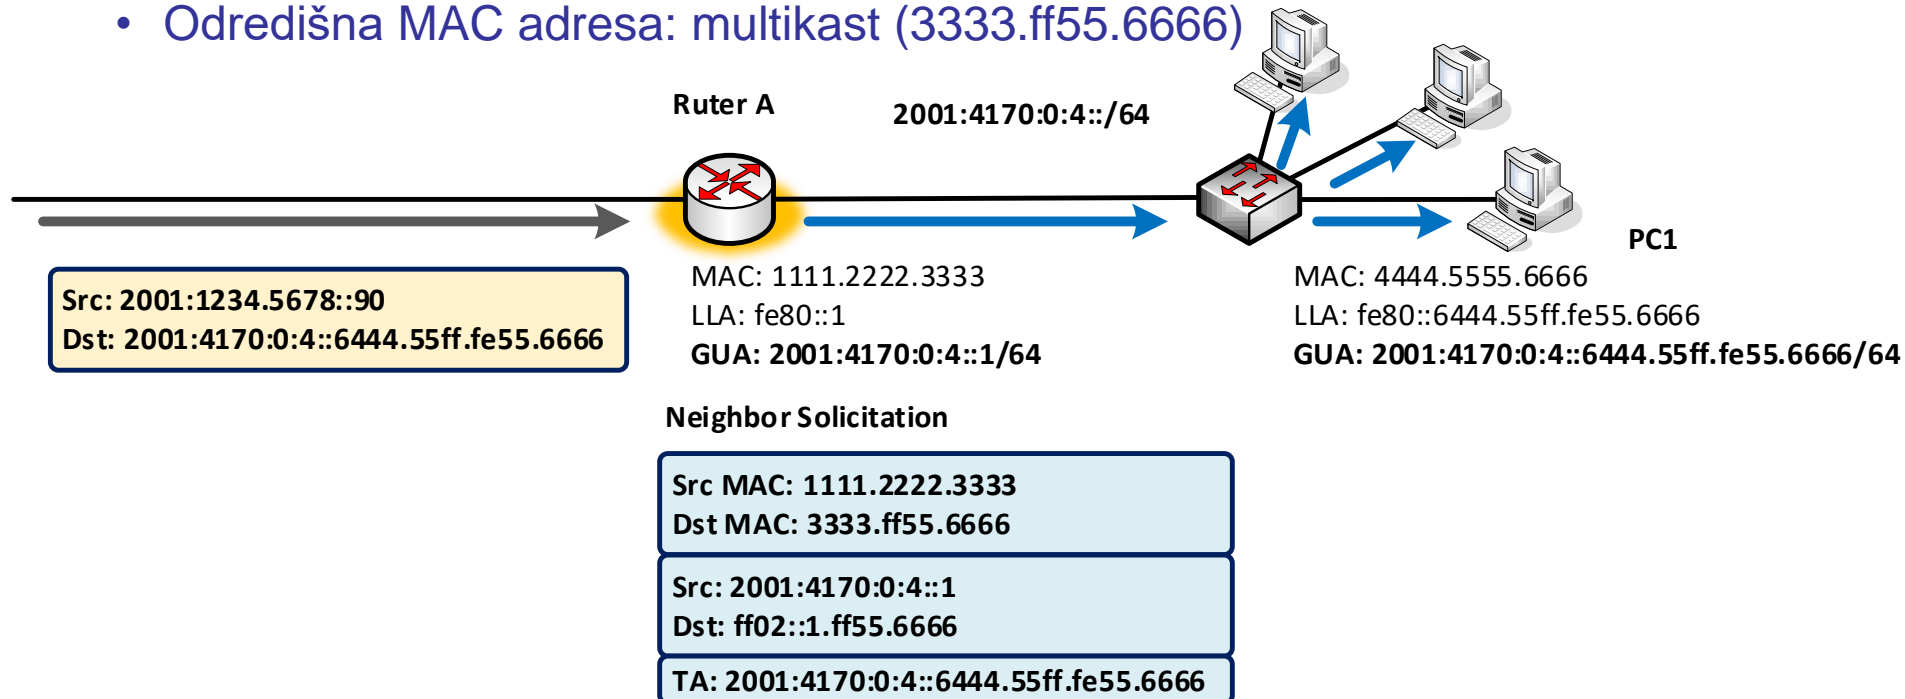 • Odredišna MAC adresa: multikast (3333.ff55.6666)
Ruter A
2001:4170:0:4::/64
PC1
Src: 2001:1234.5678::90
Dst: 2001:4170:0:4::6444.55ff.fe55.6666
MAC: 1111.2222.3333
LLA: fe80::1
GUA: 2001:4170:0:4::1/64
MAC: 4444.5555.6666
LLA: fe80::6444.55ff.fe55.6666
GUA: 2001:4170:0:4::6444.55ff.fe55.6666/64
Neighbor Solicitation
Src MAC: 1111.2222.3333
Dst MAC: 3333.ff55.6666
Src: 2001:4170:0:4::1
Dst: ff02::1.ff55.6666
TA: 2001:4170:0:4::6444.55ff.fe55.6666